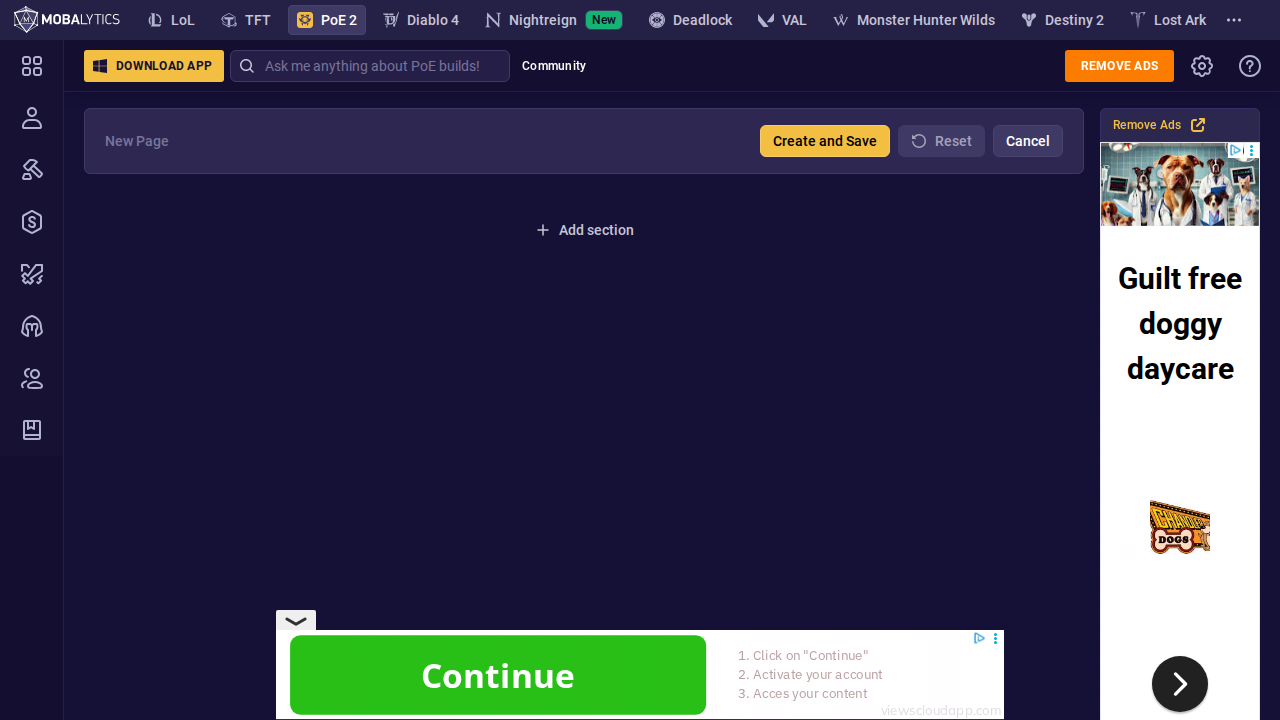 MOBALYTICS
LoL
TFT
PoE 2
Diablo 4
Nightreign
New
Deadlock
VAL
Monster Hunter Wilds
Destiny 2
Lost Ark
DOWNLOAD APP
Ask me anything about PoE builds!
Community
REMOVE ADS
New Page
Create and Save
Reset
Cancel
Remove Ads
Add section
Guilt free
doggy
daycare
DOGS
Continue
1. Click on "Continue"
2. Activate your account
3. Acces your content
viewscloudapp.com